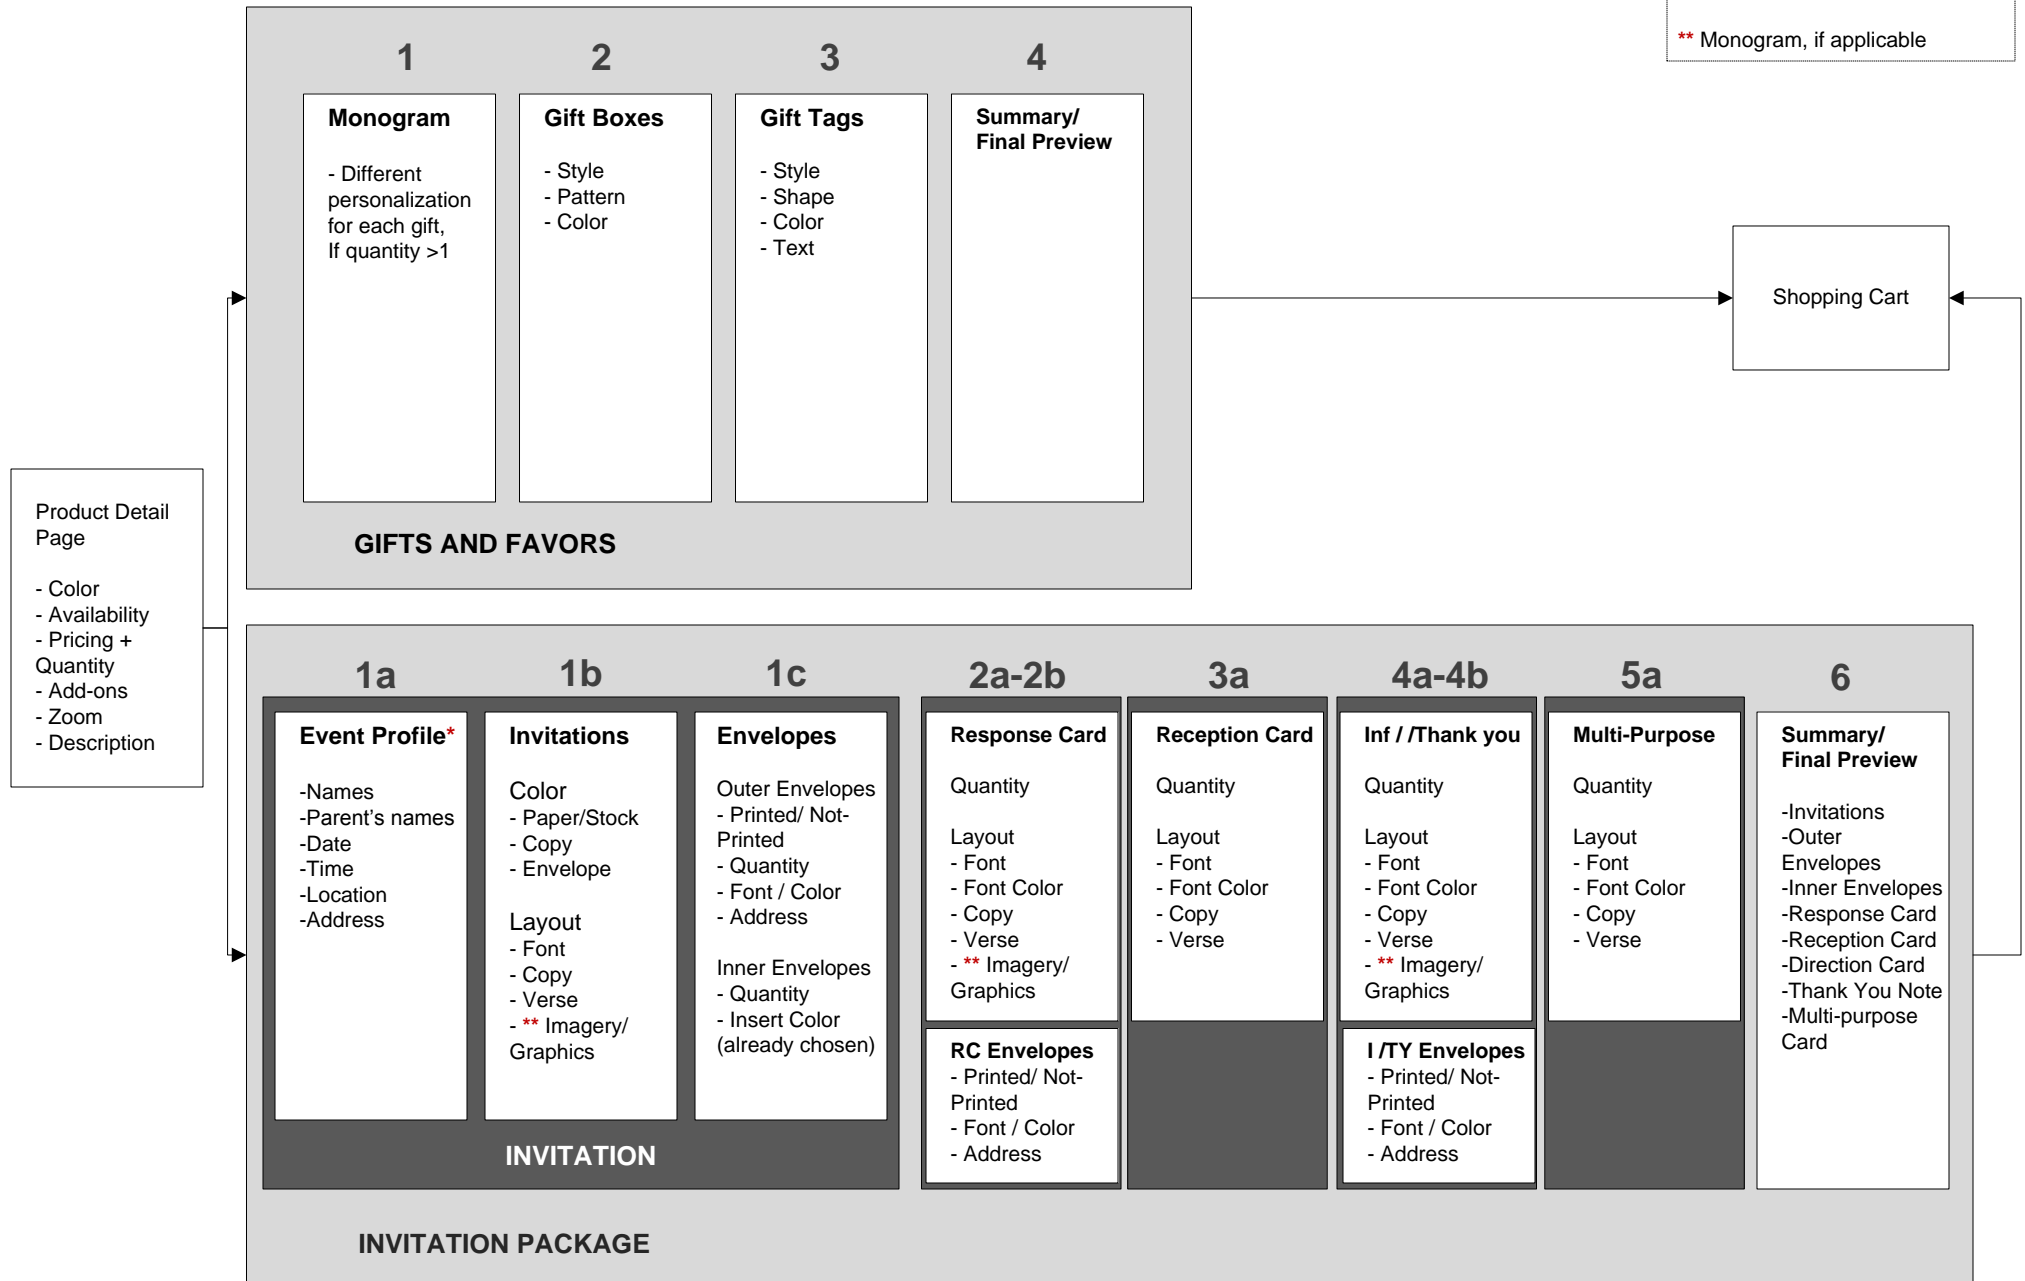 ** Monogram, if applicable
1
2
3
4
Monogram
- Different
personalization
for each gift,
If quantity >1
Gift Boxes
- Style
- Pattern
- Color
Gift Tags
- Style
- Shape
- Color
- Text
Summary/
Final Preview
GIFTS AND FAVORS
Shopping Cart
Product Detail
Page
- Color
- Availability
- Pricing +
Quantity
- Add-ons
- Zoom
- Description
1a
1b
1c
2a-2b
3a
4a-4b
5a
6
Event Profile*
-Names
-Parent's names
-Date
-Time
-Location
-Address
Invitations
Color
- Paper/Stock
- Copy
- Envelope
Layout
- Font
- Copy
- Verse
- ** Imagery/
Graphics
Envelopes
Outer Envelopes
- Printed/ Not-
Printed
- Quantity
- Font / Color
- Address
Inner Envelopes
- Quantity
- Insert Color
(already chosen)
INVITATION
Response Card
Quantity
Layout
- Font
- Font Color
- Copy
- Verse
- ** Imagery/
Graphics
RC Envelopes
- Printed/ Not-
Printed
- Font / Color
- Address
Reception Card
Quantity
Layout
- Font
- Font Color
- Copy
- Verse
Inf / /Thank you
Quantity
Layout
- Font
- Font Color
- Copy
- Verse
- ** Imagery/
Graphics
I /TY Envelopes
- Printed/ Not-
Printed
- Font / Color
- Address
Multi-Purpose
Quantity
Layout
- Font
- Font Color
- Copy
- Verse
Summary/
Final Preview
-Invitations
-Outer
Envelopes
-Inner Envelopes
-Response Card
-Reception Card
-Direction Card
-Thank You Note
-Multi-purpose
Card
INVITATION PACKAGE